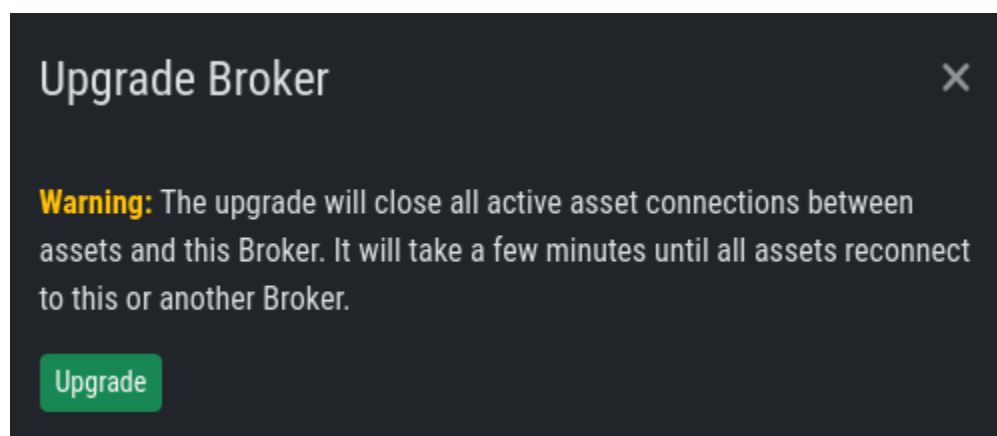 Upgrade Broker
Warning: The upgrade will close all active asset connections between
assets and this Broker. It will take a few minutes until all assets reconnect
to this or another Broker.
Upgrade